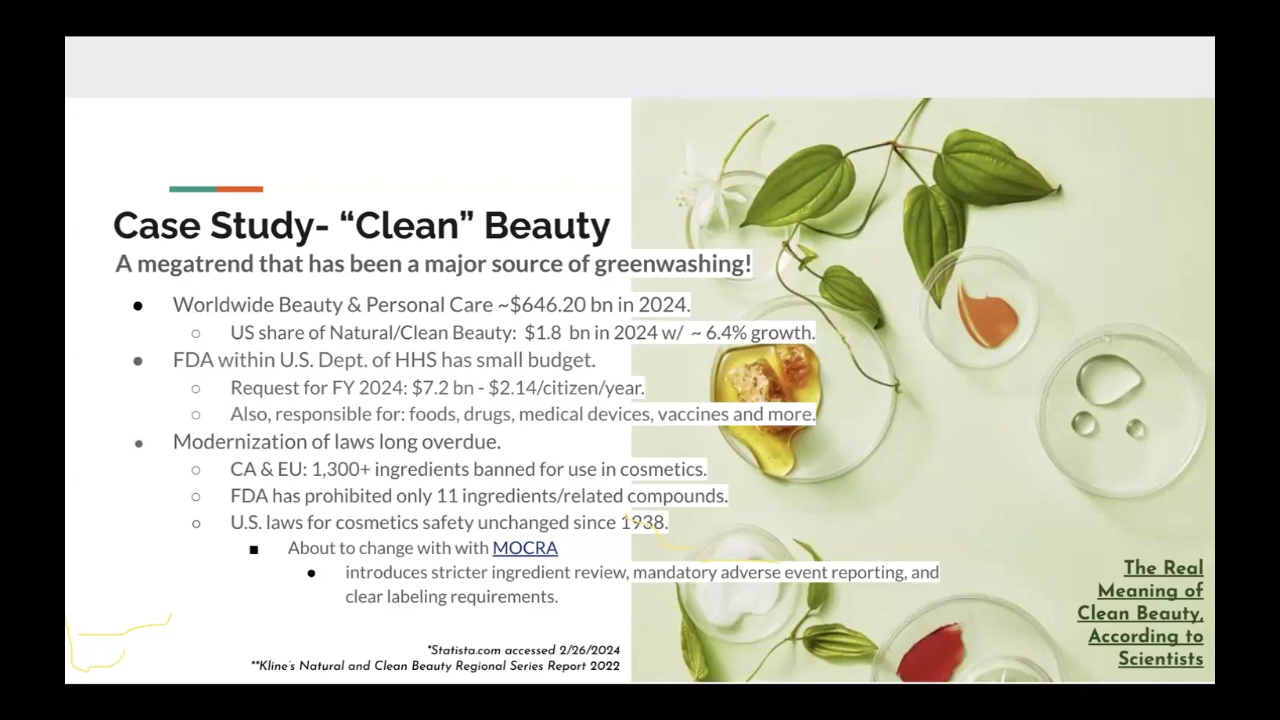 Case Study- “Clean” Beauty
A megatrend that has been a major source of greenwashing!
● Worldwide Beauty & Personal Care ~$646.20 bn in 2024.
○ US share of Natural/Clean Beauty: $1.8 bn in 2024 w/ ~ 6.4% growth.
● FDA within U.S. Dept. of HHS has small budget.
○ Request for FY 2024: $7.2 bn - $2.14/citizen/year.
○ Also, responsible for: foods, drugs, medical devices, vaccines and more.
● Modernization of laws long overdue.
○ CA & EU: 1,300+ ingredients banned for use in cosmetics.
○ FDA has prohibited only 11 ingredients/related compounds.
○ U.S. laws for cosmetics safety unchanged since 1938.
■ About to change with with MOCRA
● introduces stricter ingredient review, mandatory adverse event reporting, and
clear labeling requirements.
*Statista.com accessed 2/26/2024
**Kline's Natural and Clean Beauty Regional Series Report 2022
The Real
Meaning of
Clean Beauty,
According to
Scientists